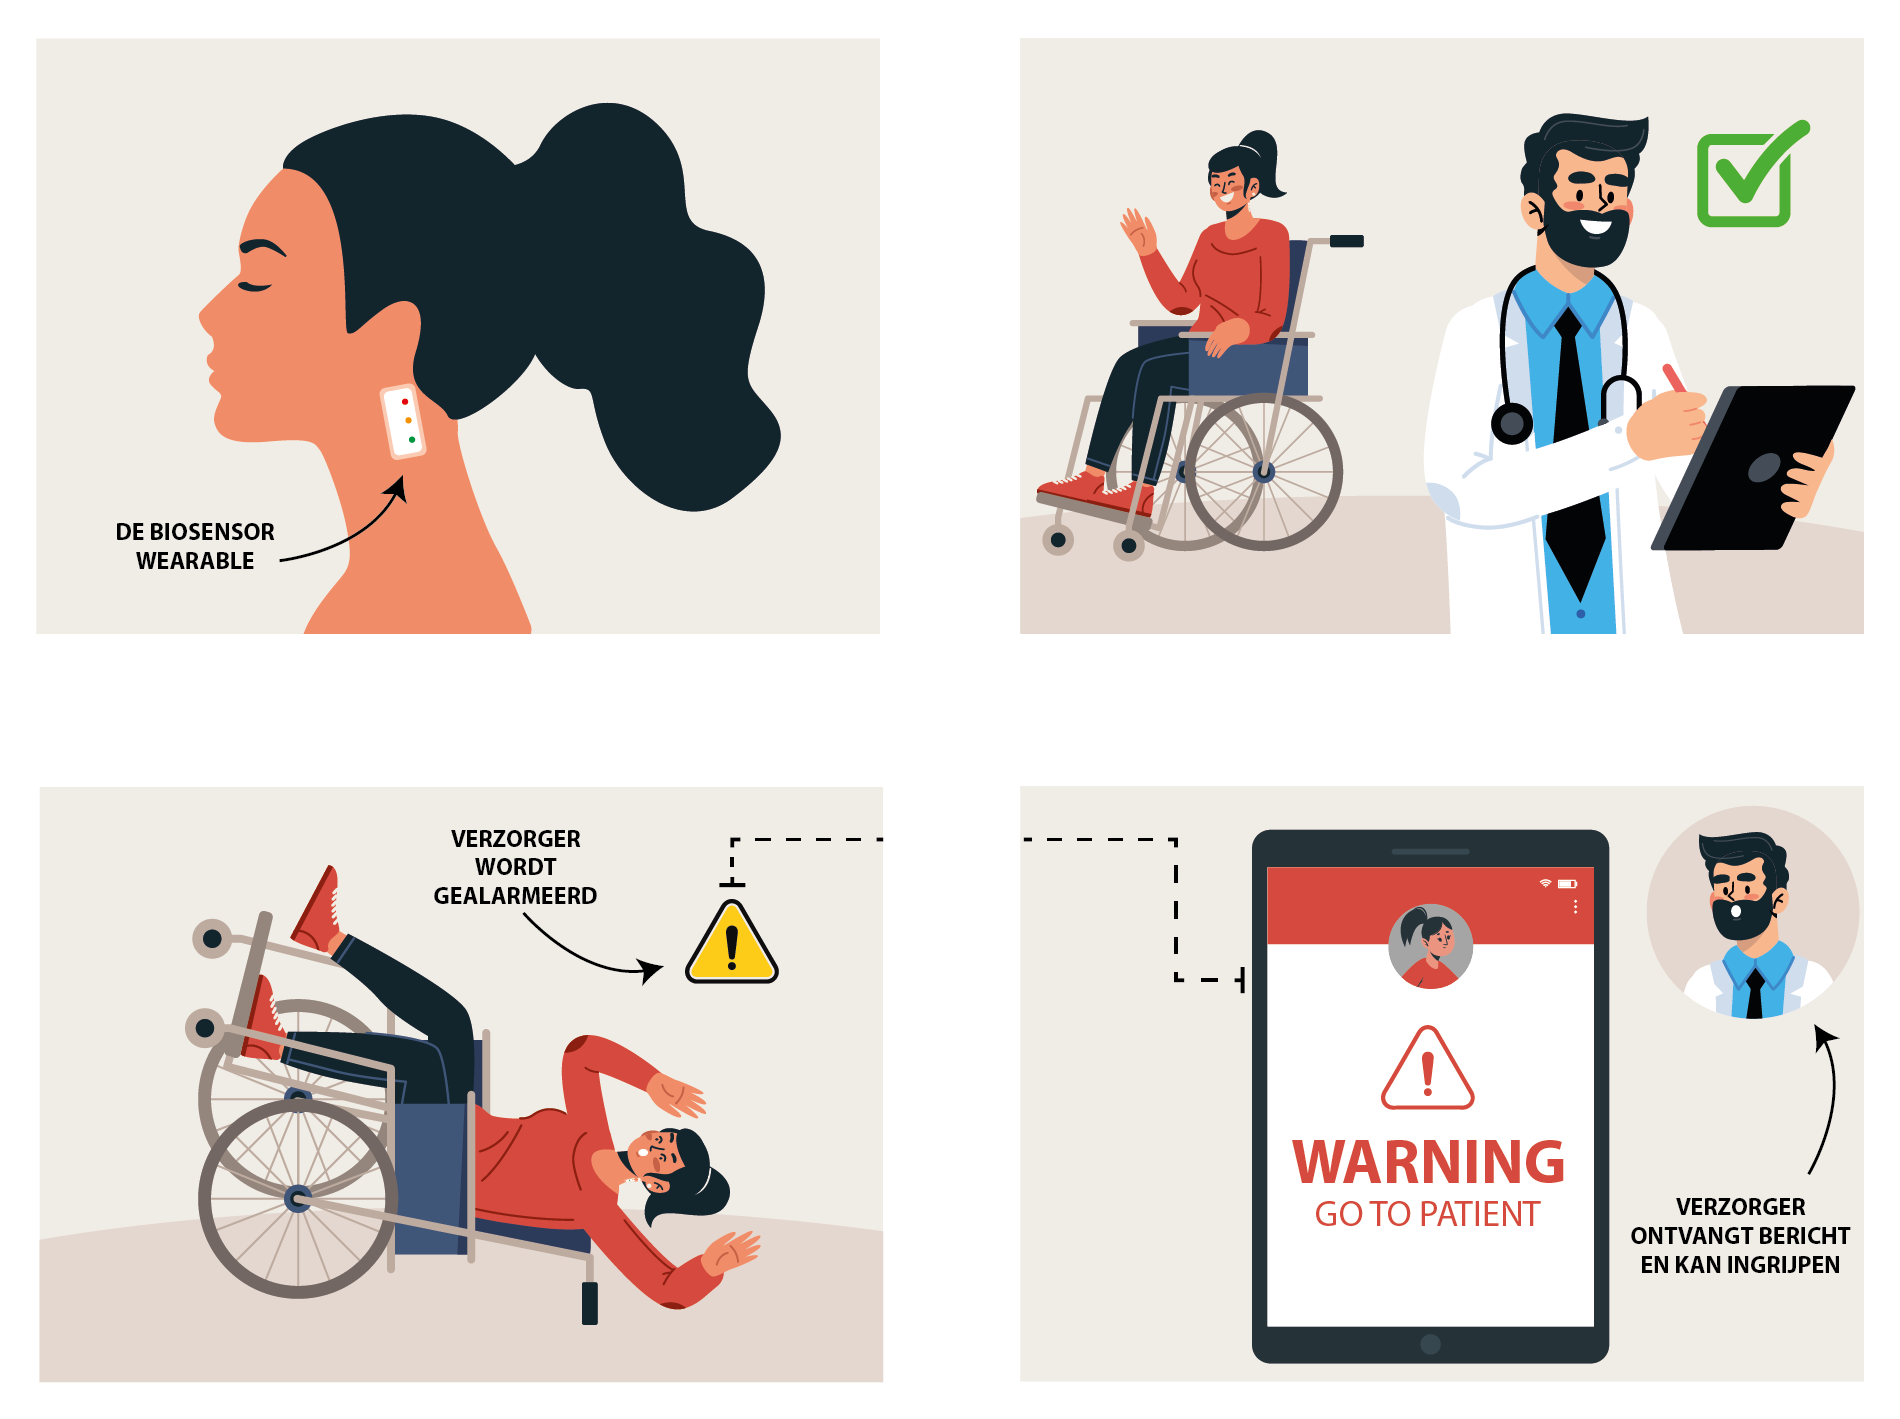 DE BIOSENSOR
WEARABLE
VERZORGER
WORDT
GEALARMEERD
WARNING
GO TO PATIENT
VERZORGER
ONTVANGT BERICHT
EN KAN INGRIJPEN